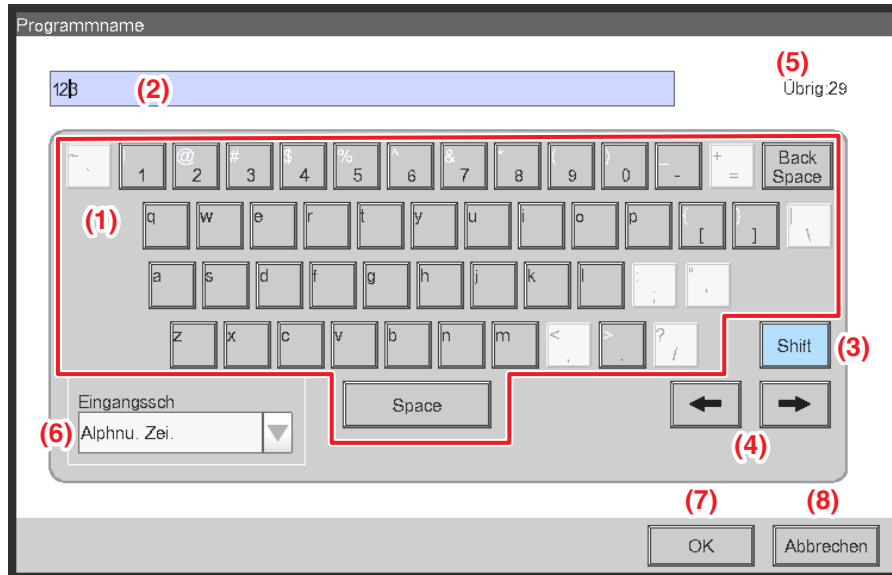 Programmname
(5)
123 (2) Übrig:29
~ ` ! 1 @ 2 # 3 $ 4 % 5 ^ 6 & 7 * 8 ( 9 ) 0 _ - + = Back Space
(1) q w e r t y u i o p { [ } ] | \
a s d f g h j k l : ; " '
z x c v b n m < , > . ? / Shift (3)
Eingangssch Space ← →
(6) Alphnu. Zei. (4)
(7) (8)
OK Abbrechen